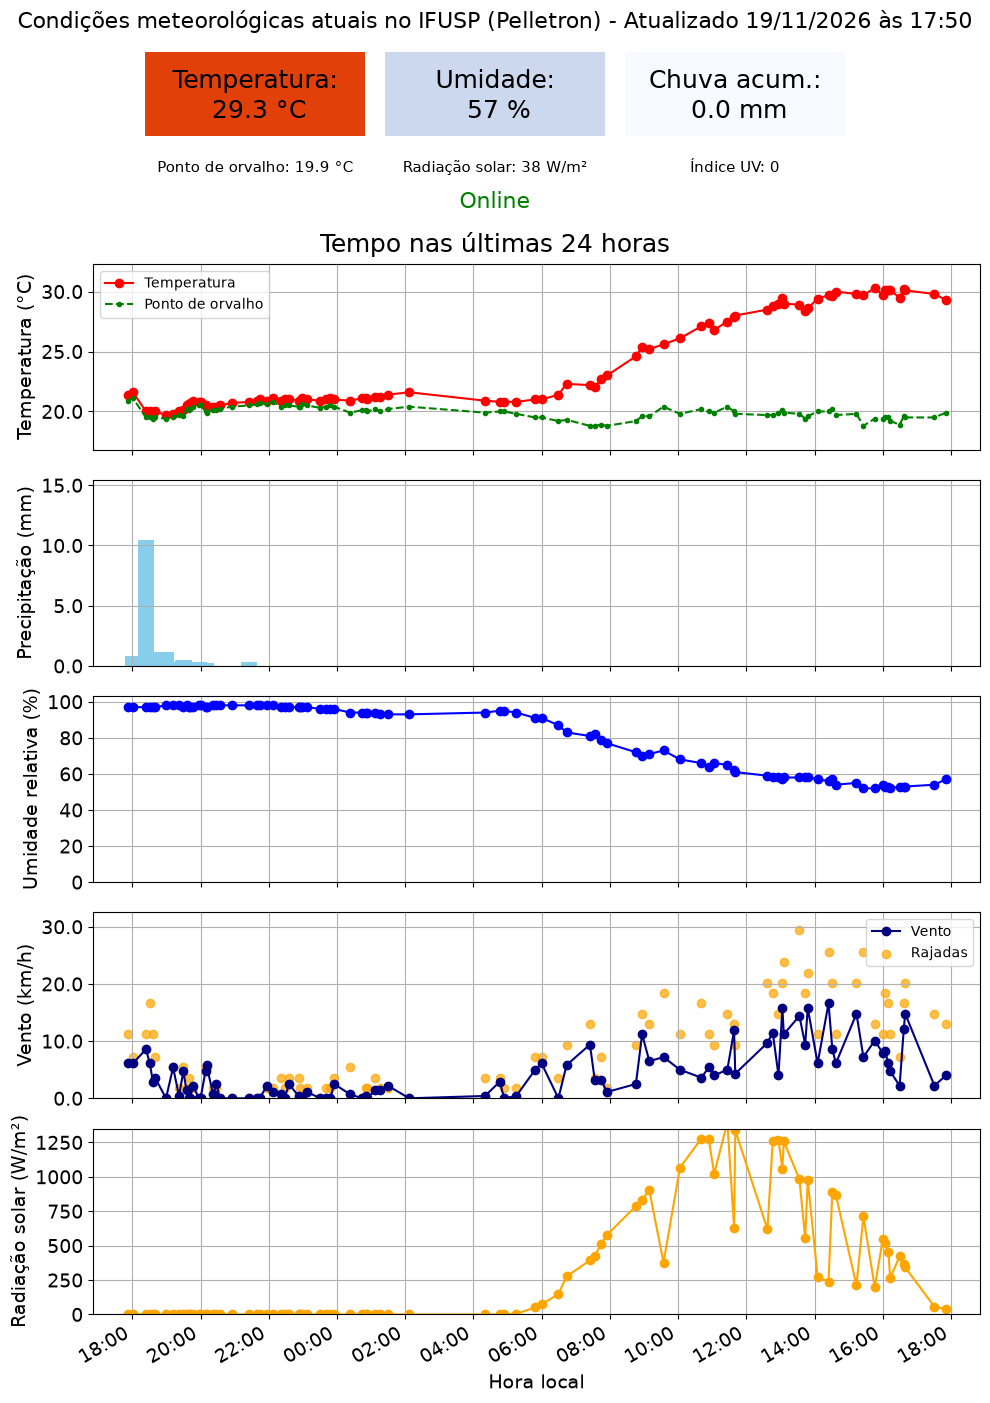 Condições meteorológicas atuais no IFUSP (Pelletron) - Atualizado 19/11/2026 às 17:50
Temperatura:
29.3 °C
Umidade:
57 %
Chuva acum.:
0.0 mm
Ponto de orvalho: 19.9 °C
Radiação solar: 38 W/m²
Índice UV: 0
Online
Tempo nas últimas 24 horas
Temperatura (°C)
30.0
25.0
20.0
Temperatura
Ponto de orvalho
Precipitação (mm)
15.0
10.0
5.0
0.0
Umidade relativa (%)
100
80
60
40
20
0
Vento (km/h)
30.0
20.0
10.0
0.0
Vento
Rajadas
Radiação solar (W/m²)
1250
1000
750
500
250
0
18:00
20:00
22:00
00:00
02:00
04:00
06:00
08:00
10:00
12:00
14:00
16:00
18:00
Hora local